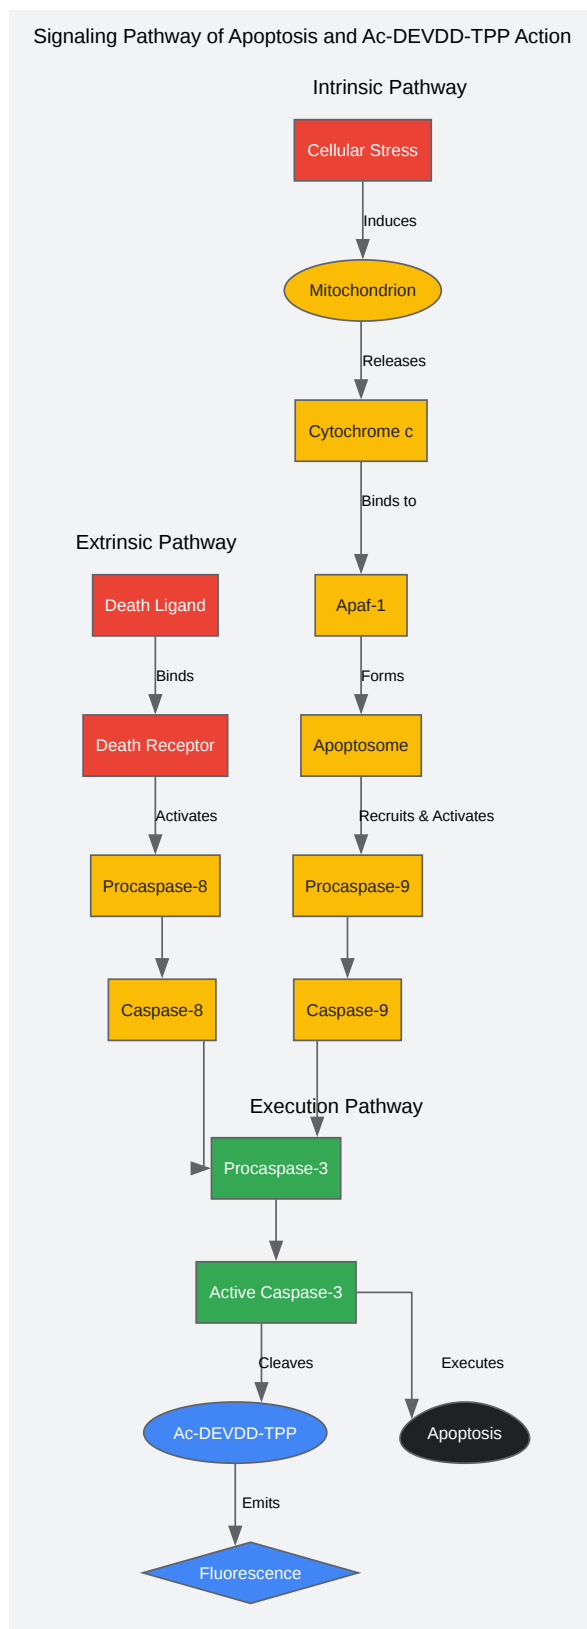 Signaling Pathway of Apoptosis and Ac-DEVDD-TPP Action
Intrinsic Pathway
Cellular Stress
Induces
Mitochondrion
Releases
Cytochrome c
Binds to
Extrinsic Pathway
Death Ligand
Apaf-1
Binds
Forms
Death Receptor
Apoptosome
Activates
Recruits & Activates
Procaspase-8
Procaspase-9
Caspase-8
Caspase-9
Execution Pathway
Procaspase-3
Active Caspase-3
Cleaves
Executes
Ac-DEVDD-TPP
Apoptosis
Emits
Fluorescence